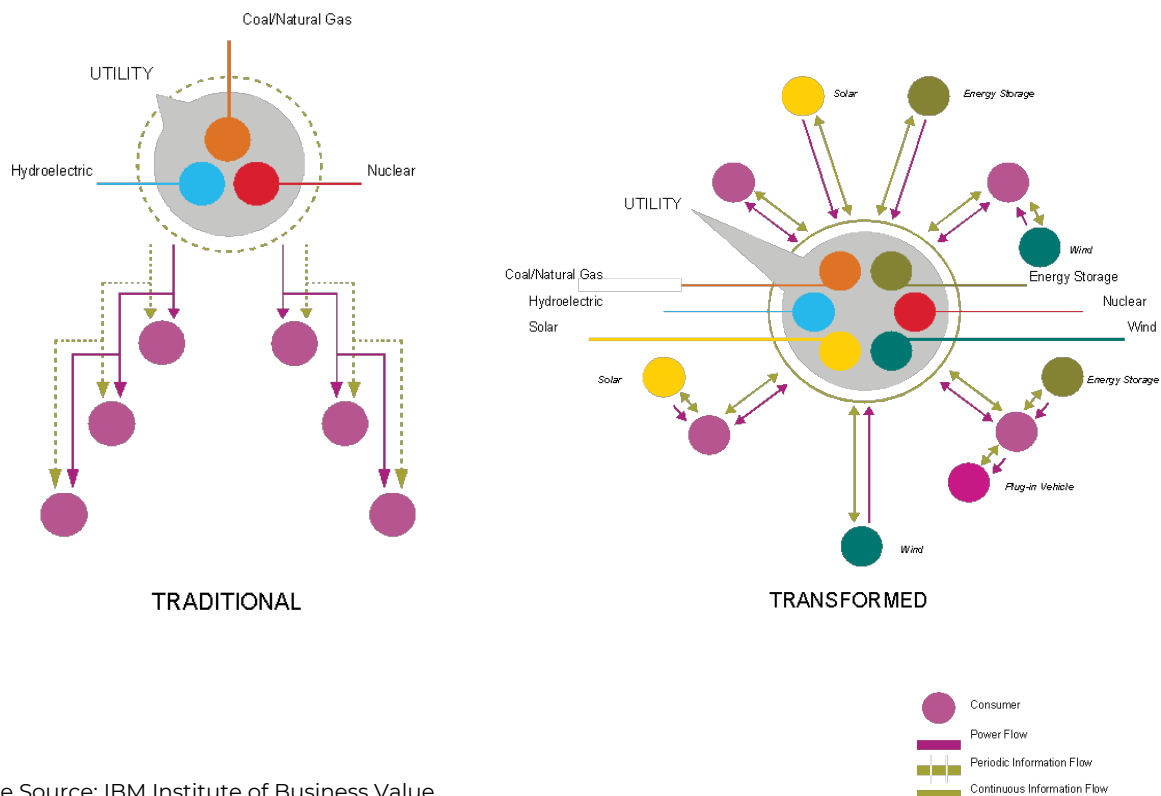 Coal/Natural Gas
UTILITY
Hydroelectric
Nuclear
TRADITIONAL
Solar
Energy Storage
UTILITY
Wind
Coal/Natural Gas
Energy Storage
Hydroelectric
Nuclear
Solar
Wind
Solar
Energy Storage
Plug-in Vehicle
Wind
TRANSFORMED
Consumer
Power Flow
Periodic Information Flow
Continuous Information Flow
e Source: IBM Institute of Business Value